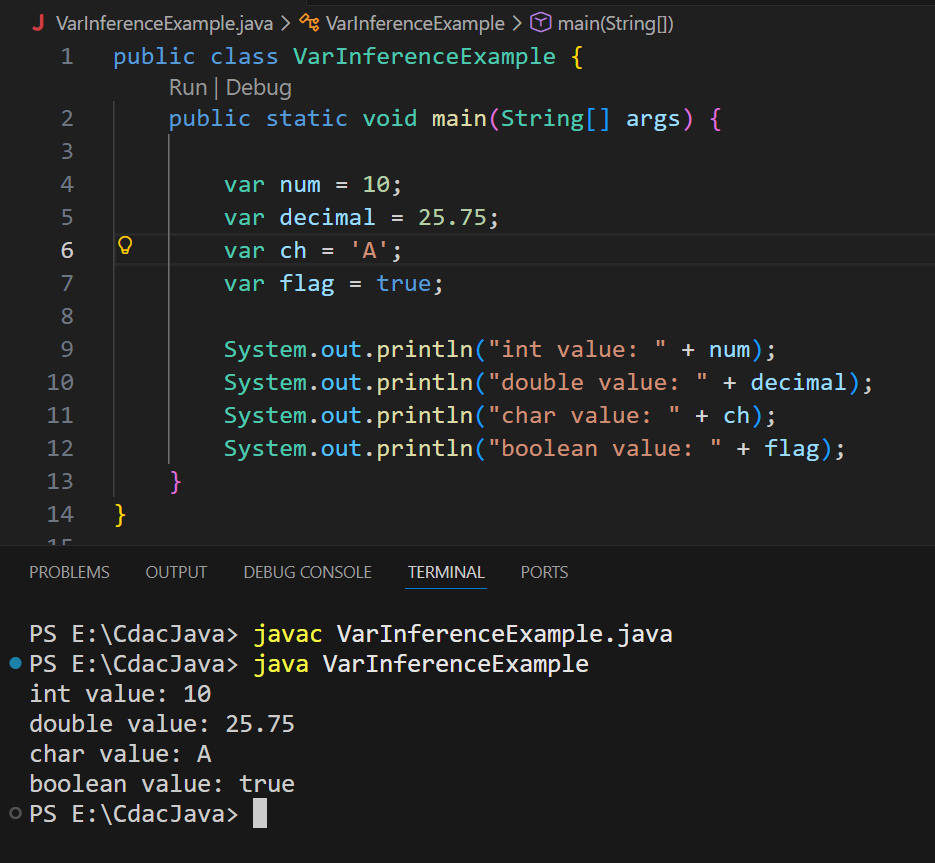 J VarInferenceExample.java > VarInferenceExample > main(String[])
1 public class VarInferenceExample {
Run | Debug
2 public static void main(String[] args) {
3
4 var num = 10;
5 var decimal = 25.75;
6 var ch = 'A';
7 var flag = true;
8
9 System.out.println("int value: " + num);
10 System.out.println("double value: " + decimal);
11 System.out.println("char value: " + ch);
12 System.out.println("boolean value: " + flag);
13 }
14 }
15
PROBLEMS OUTPUT DEBUG CONSOLE TERMINAL PORTS
PS E:\CdacJava> javac VarInferenceExample.java
PS E:\CdacJava> java VarInferenceExample
int value: 10
double value: 25.75
char value: A
boolean value: true
PS E:\CdacJava>